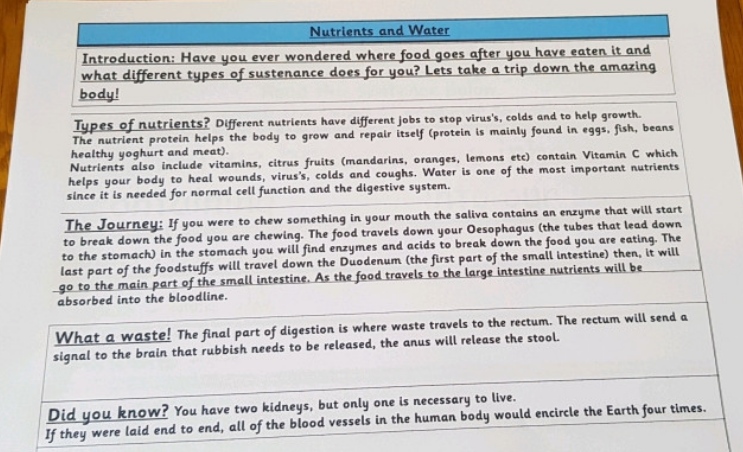 Nutrients and Water
Introduction: Have you ever wondered where food goes after you have eaten it and
what different types of sustenance does for you? Lets take a trip down the amazing
body!
Types of nutrients? Different nutrients have different jobs to stop virus's, colds and to help growth.
The nutrient protein helps the body to grow and repair itself (protein is mainly found in eggs, fish, beans
healthy yoghurt and meat).
Nutrients also include vitamins, citrus fruits (mandarins, oranges, lemons etc) contain Vitamin C which
helps your body to heal wounds, virus's, colds and coughs. Water is one of the most important nutrients
since it is needed for normal cell function and the digestive system.
The Journey: If you were to chew something in your mouth the saliva contains an enzyme that will start
to break down the food you are chewing. The food travels down your Oesophagus (the tubes that lead down
to the stomach) in the stomach you will find enzymes and acids to break down the food you are eating. The
last part of the foodstuffs will travel down the Duodenum (the first part of the small intestine) then, it will
go to the main part of the small intestine. As the food travels to the large intestine nutrients will be
absorbed into the bloodline.
What a waste! The final part of digestion is where waste travels to the rectum. The rectum will send a
signal to the brain that rubbish needs to be released, the anus will release the stool.
Did you know? You have two kidneys, but only one is necessary to live.
If they were laid end to end, all of the blood vessels in the human body would encircle the Earth four times.